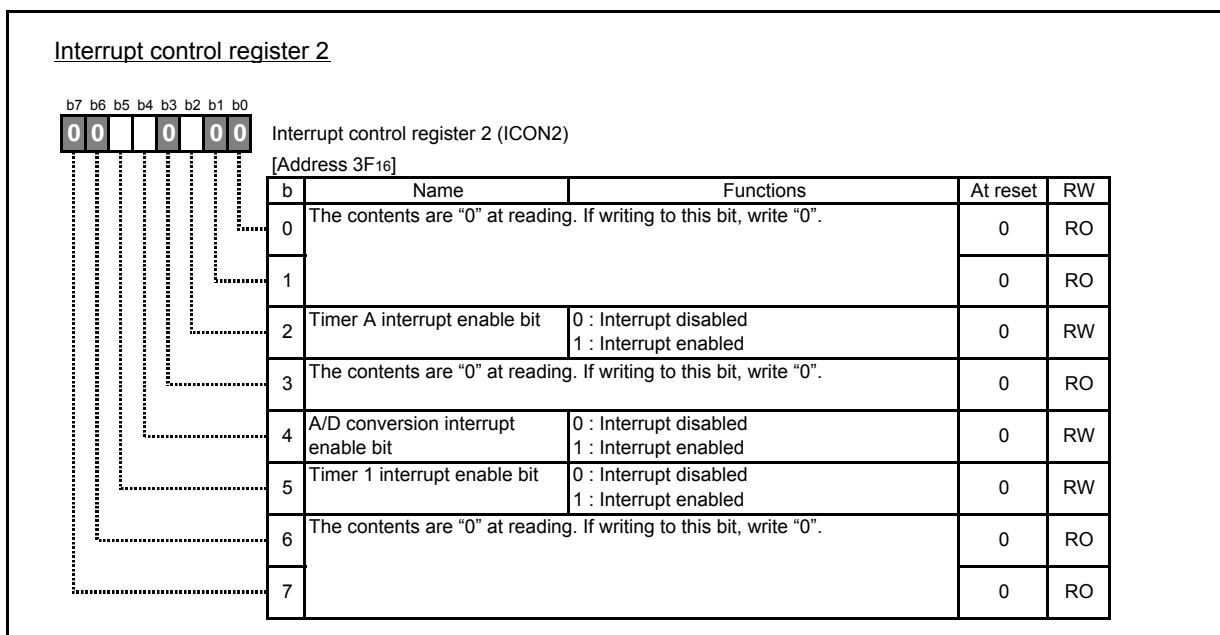 Interrupt control register 2
b7 b6 b5 b4 b3 b2 b1 b0
0 0 0 0 0
Interrupt control register 2 (ICON2)
[Address 3F16]
b Name Functions At reset RW
0 The contents are “0” at reading. If writing to this bit, write “0”. 0 RO
1 0 RO
2 Timer A interrupt enable bit 0 : Interrupt disabled 0 RW
1 : Interrupt enabled
3 The contents are “0” at reading. If writing to this bit, write “0”. 0 RO
4 A/D conversion interrupt 0 : Interrupt disabled 0 RW
enable bit 1 : Interrupt enabled
5 Timer 1 interrupt enable bit 0 : Interrupt disabled 0 RW
1 : Interrupt enabled
6 The contents are “0” at reading. If writing to this bit, write “0”. 0 RO
7 0 RO